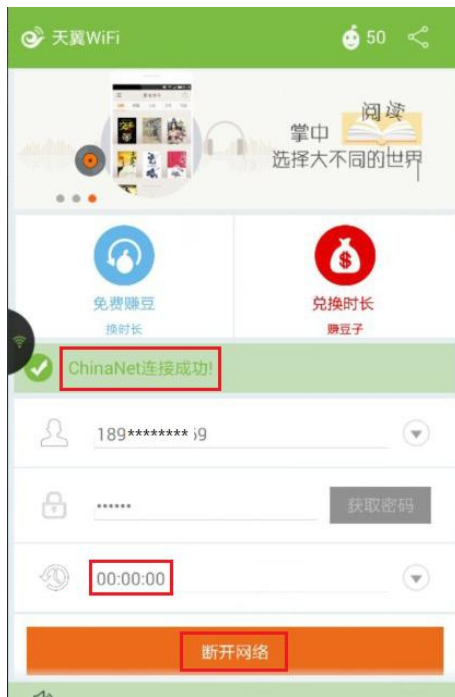 天翼WiFi
50
阅读
掌中
选择大不同的世界
免费赚豆
换时长
兑换时长
赚豆子
ChinaNet连接成功!
189********69
••••••
获取密码
00:00:00
断开网络